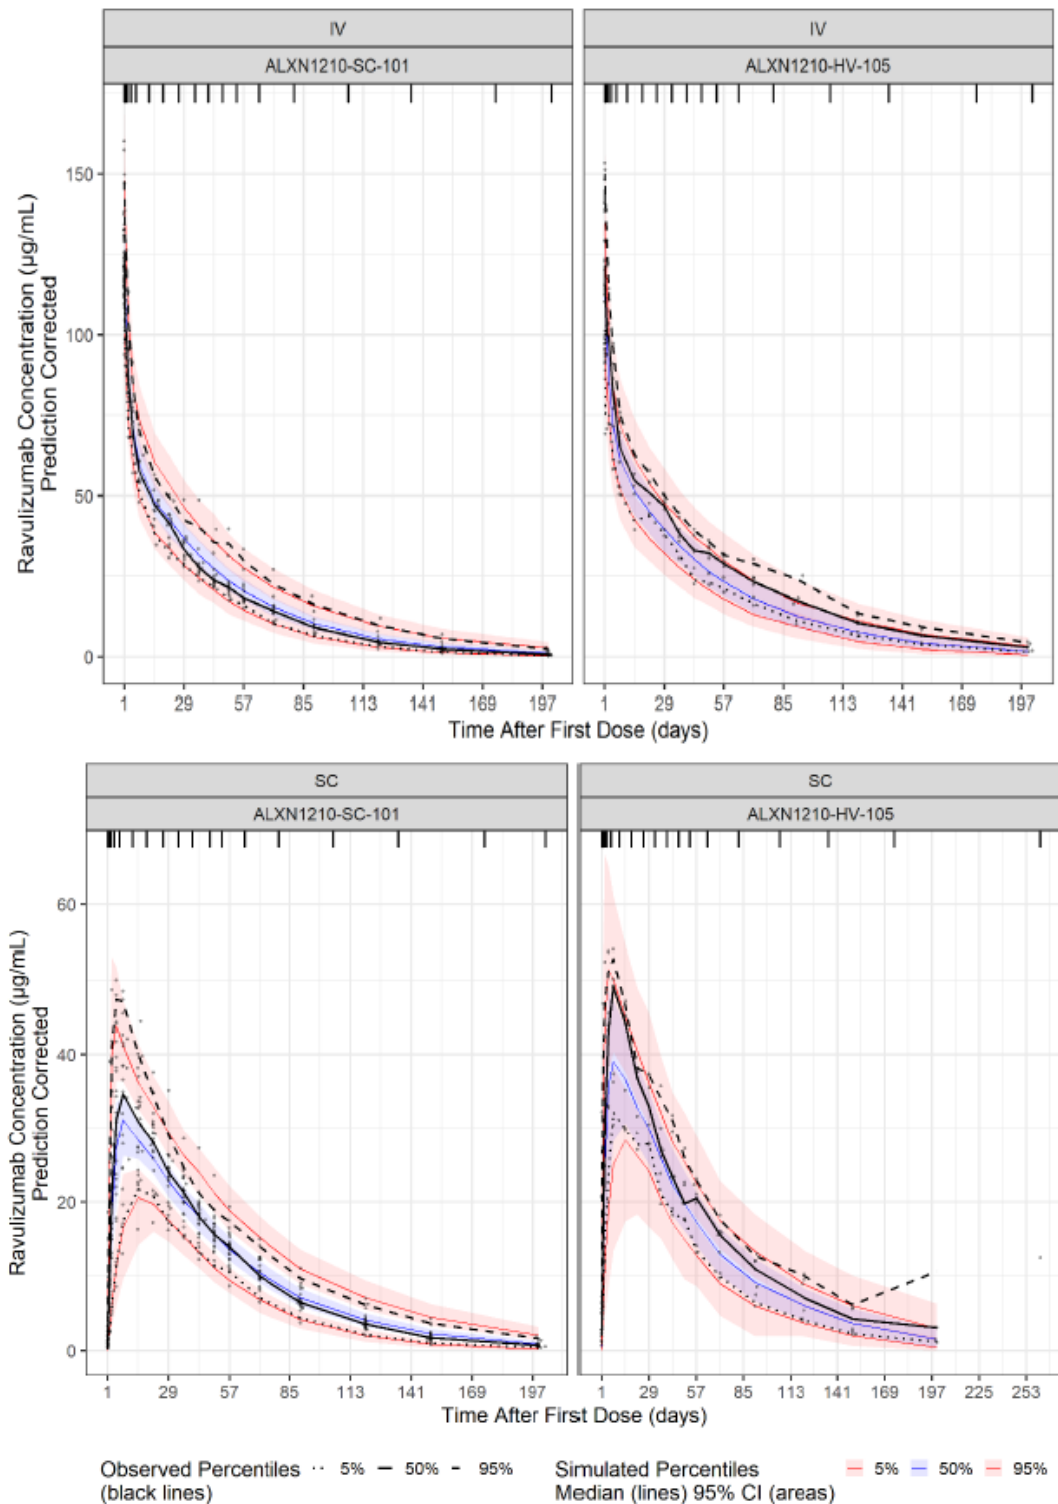 IV
IV
ALXN1210-SC-101
ALXN1210-HV-105
Ravulizumab Concentration (µg/mL)
Prediction Corrected
150
100
50
0
1 29 57 85 113 141 169 197
1 29 57 85 113 141 169 197
Time After First Dose (days)
SC
SC
ALXN1210-SC-101
ALXN1210-HV-105
Ravulizumab Concentration (µg/mL)
Prediction Corrected
60
40
20
0
1 29 57 85 113 141 169 197
1 29 57 85 113 141 169 197 225 253
Time After First Dose (days)
Observed Percentiles 5% 50% 95%
(black lines)
Simulated Percentiles 5% 50% 95%
Median (lines) 95% CI (areas)